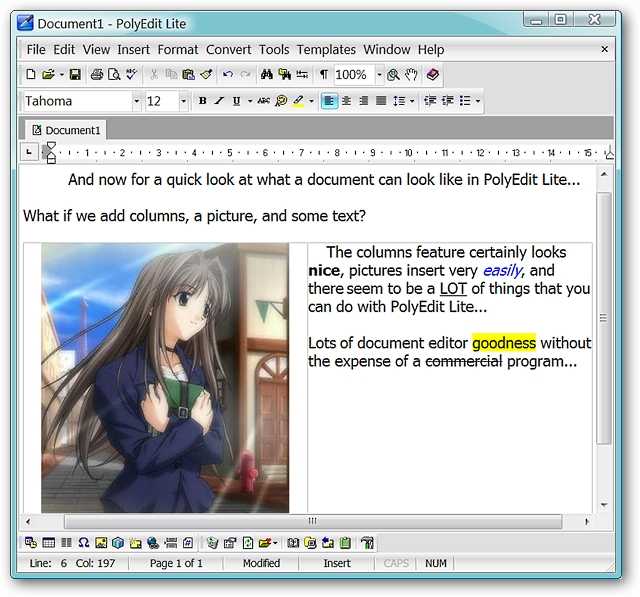 Document1 - PolyEdit Lite
File Edit View Insert Format Convert Tools Templates Window Help
100%
Tahoma 12 B I U ABC
Document1
1 2 3 4 5 6 7 8 9 10 11 12 13 14 15
And now for a quick look at what a document can look like in PolyEdit Lite...
What if we add columns, a picture, and some text?
The columns feature certainly looks
nice, pictures insert very easily, and
there seem to be a LOT of things that you
can do with PolyEdit Lite...
Lots of document editor goodness without
the expense of a commercial program...
Line: 6 Col: 197 Page 1 of 1 Modified Insert CAPS NUM